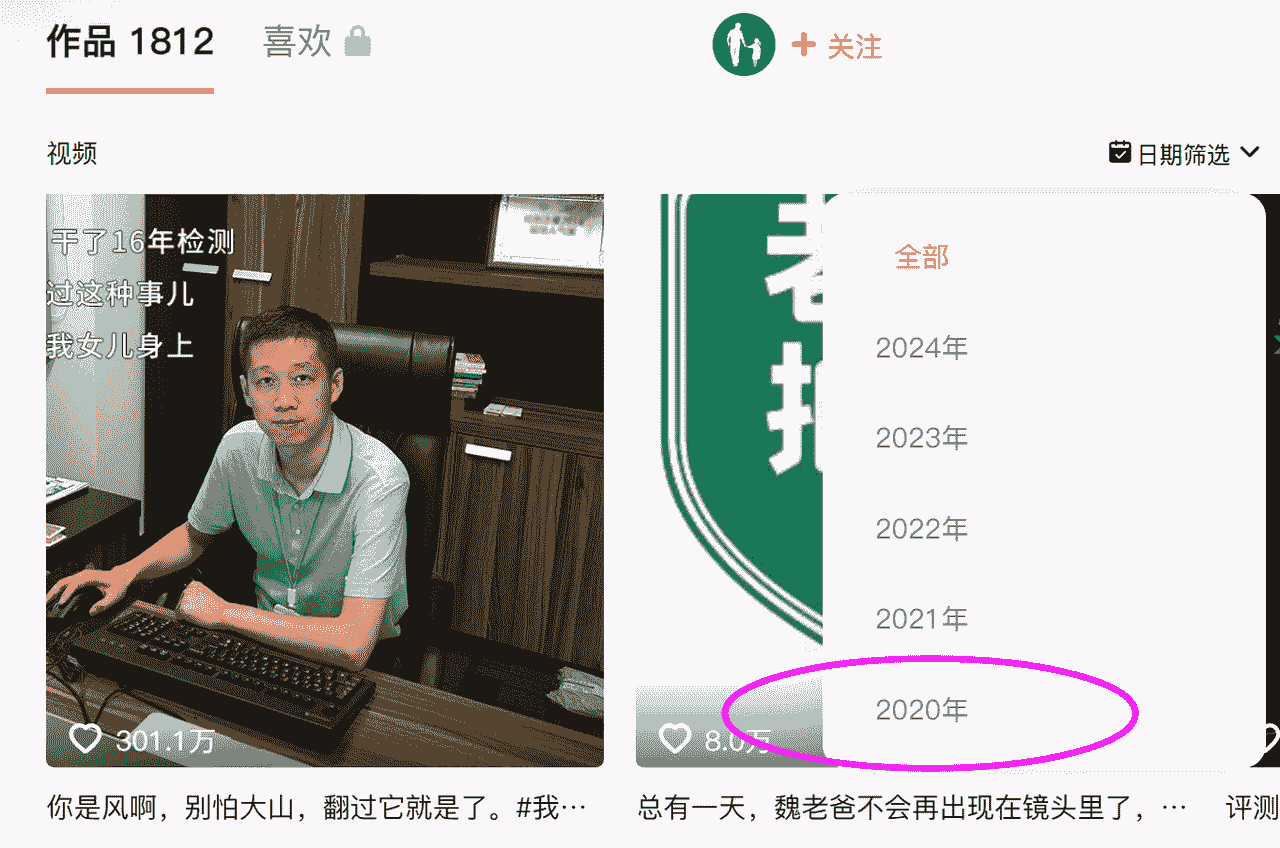 作品 1812
喜欢
关注
视频
日期筛选
干了16年检测
过这种事儿
我女儿身上
全部
2024年
2023年
2022年
2021年
2020年
301.1万
8.0万
你是风啊，别怕大山，翻过它就是了。#我…
总有一天，魏老爸不会再出现在镜头里了，…
评测